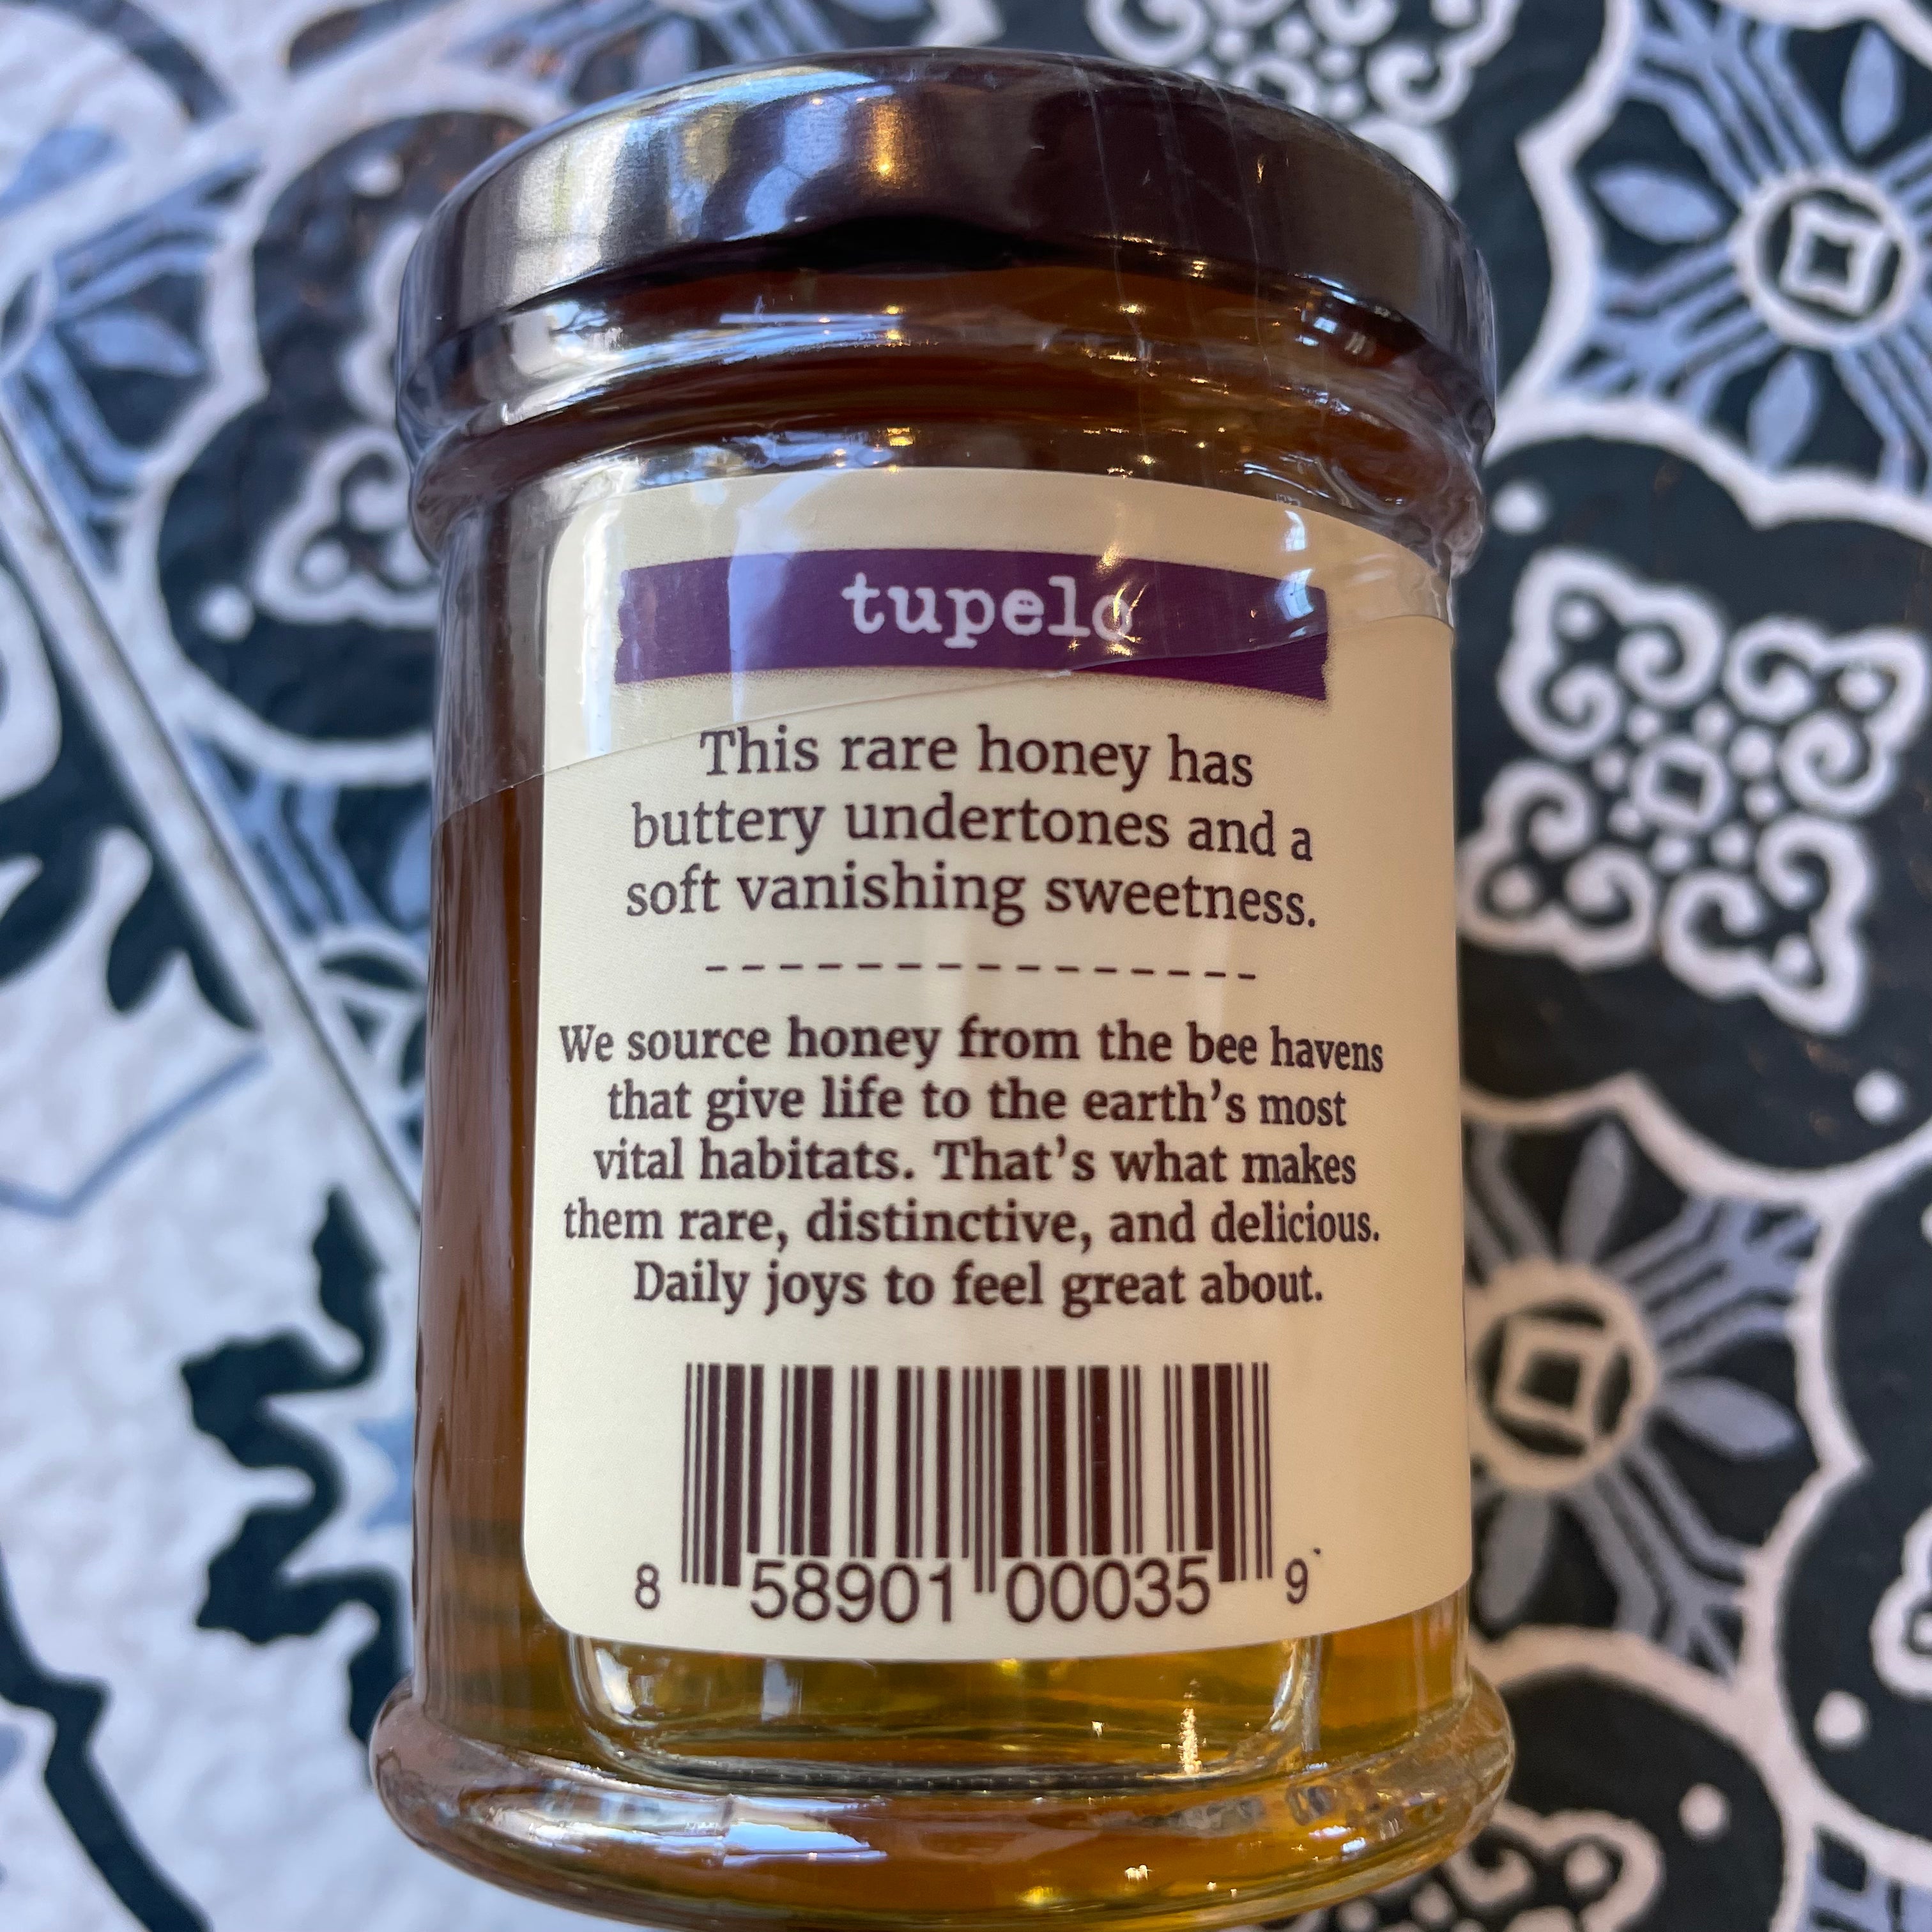 tupelo
This rare honey has
buttery undertones and a
soft vanishing sweetness.
We source honey from the bee havens
that give life to the earth's most
vital habitats. That's what makes
them rare, distinctive, and delicious.
Daily joys to feel great about.
8 58901 00035 9